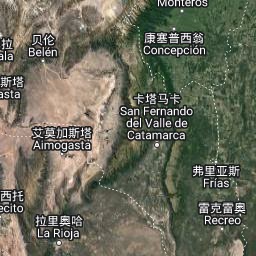 Monteros
贝伦
Belén
康塞普西翁
Concepción
拉
ala
斯塔
asta
卡塔马卡
San Fernando
del Valle de
Catamarca
艾莫加斯塔
Aimogasta
弗里亚斯
Frías
西托
ecito
雷克雷奥
Recreo
拉里奥哈
La Rioja